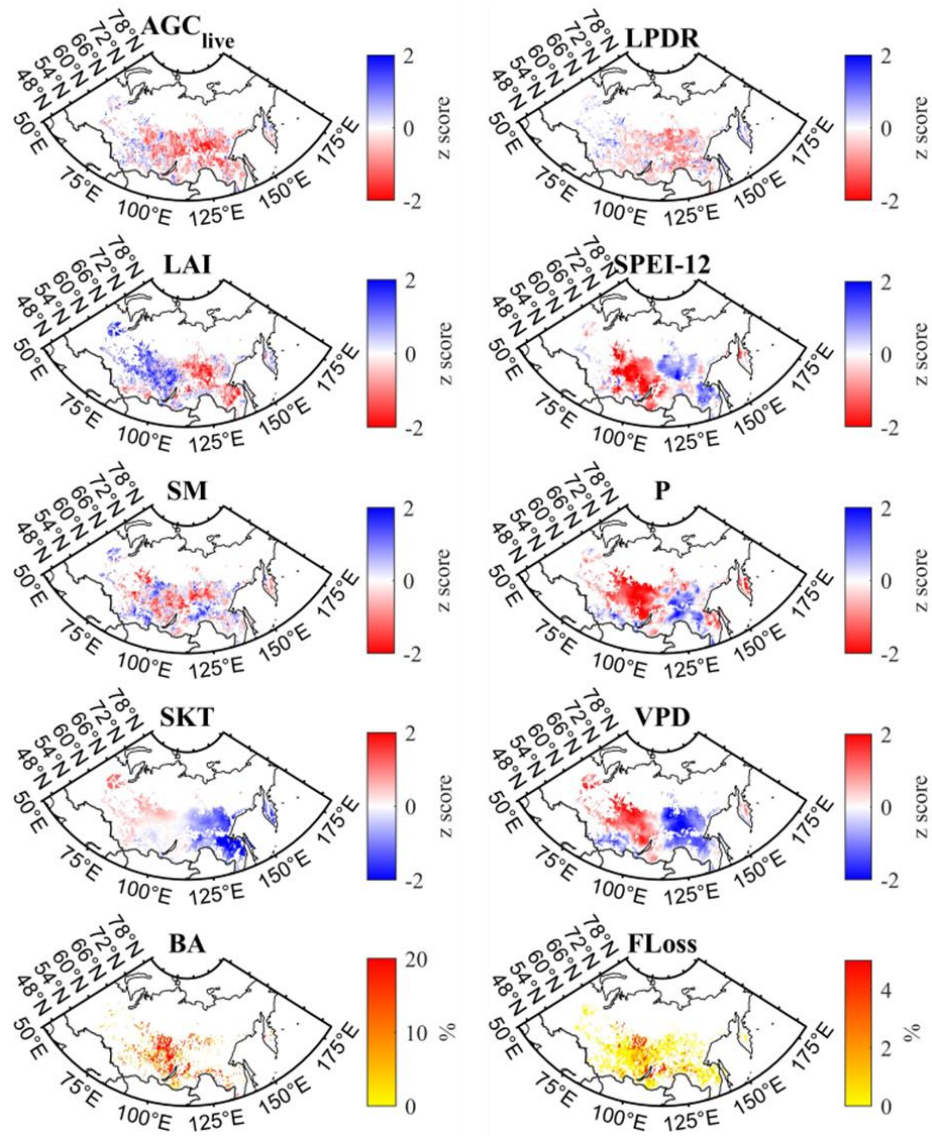 AGClive
78°N
72°N
66°N
60°N
54°N
48°N
50°E
75°E
100°E
125°E
150°E
175°E
2
0
-2
z score
LPDR
78°N
72°N
66°N
60°N
54°N
48°N
50°E
75°E
100°E
125°E
150°E
175°E
2
0
-2
z score
LAI
78°N
72°N
66°N
60°N
54°N
48°N
50°E
75°E
100°E
125°E
150°E
175°E
2
0
-2
z score
SPEI-12
78°N
72°N
66°N
60°N
54°N
48°N
50°E
75°E
100°E
125°E
150°E
175°E
2
0
-2
z score
SM
78°N
72°N
66°N
60°N
54°N
48°N
50°E
75°E
100°E
125°E
150°E
175°E
2
0
-2
z score
P
78°N
72°N
66°N
60°N
54°N
48°N
50°E
75°E
100°E
125°E
150°E
175°E
2
0
-2
z score
SKT
78°N
72°N
66°N
60°N
54°N
48°N
50°E
75°E
100°E
125°E
150°E
175°E
2
0
-2
z score
VPD
78°N
72°N
66°N
60°N
54°N
48°N
50°E
75°E
100°E
125°E
150°E
175°E
2
0
-2
z score
BA
78°N
72°N
66°N
60°N
54°N
48°N
50°E
75°E
100°E
125°E
150°E
175°E
20
10
0
%
FLoss
78°N
72°N
66°N
60°N
54°N
48°N
50°E
75°E
100°E
125°E
150°E
175°E
4
2
0
%